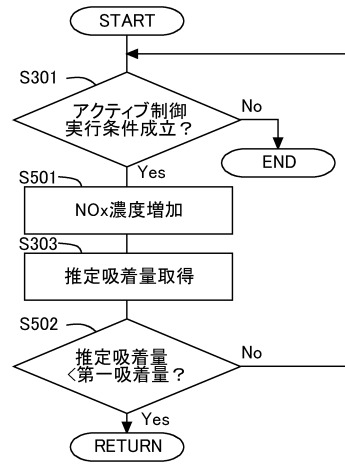 START
S301
アクティブ制御
実行条件成立？
No
END
Yes
S501
NOx濃度増加
S303
推定吸着量取得
S502
推定吸着量
<第一吸着量？
No
Yes
RETURN